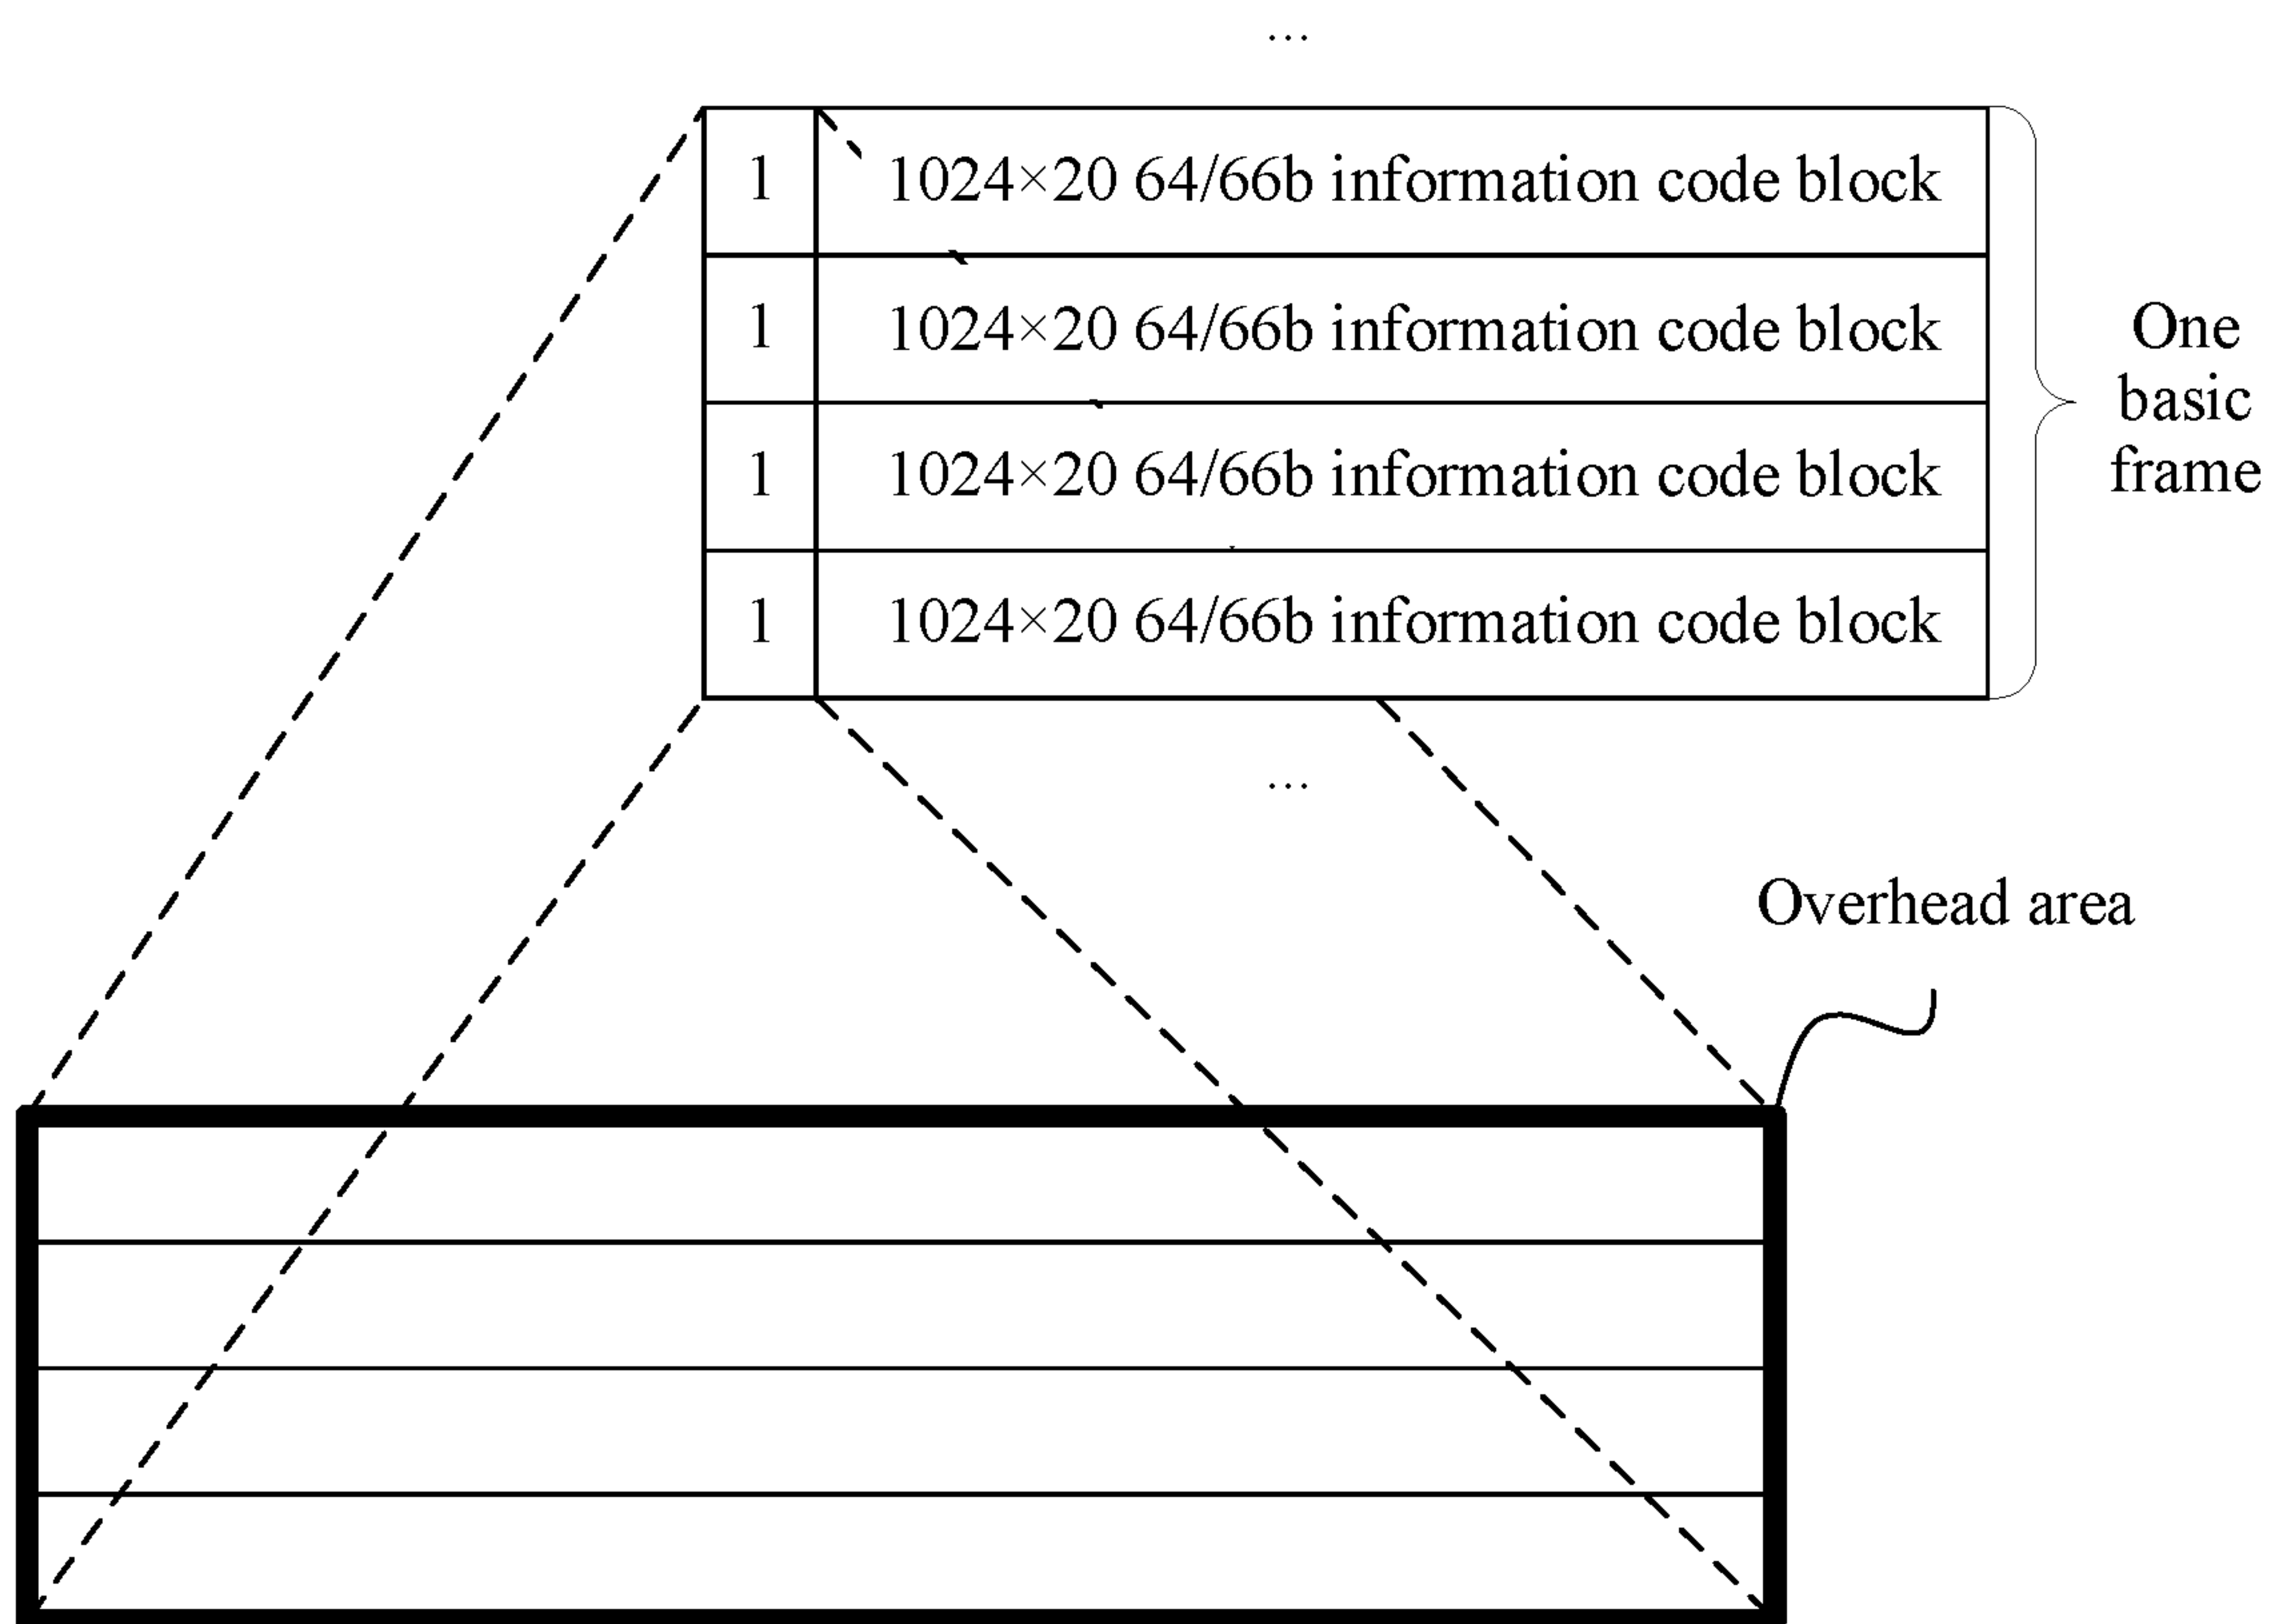 ...
1 1024×20 64/66b information code block
1 1024×20 64/66b information code block
1 1024×20 64/66b information code block
1 1024×20 64/66b information code block
One
basic
frame
...
Overhead area